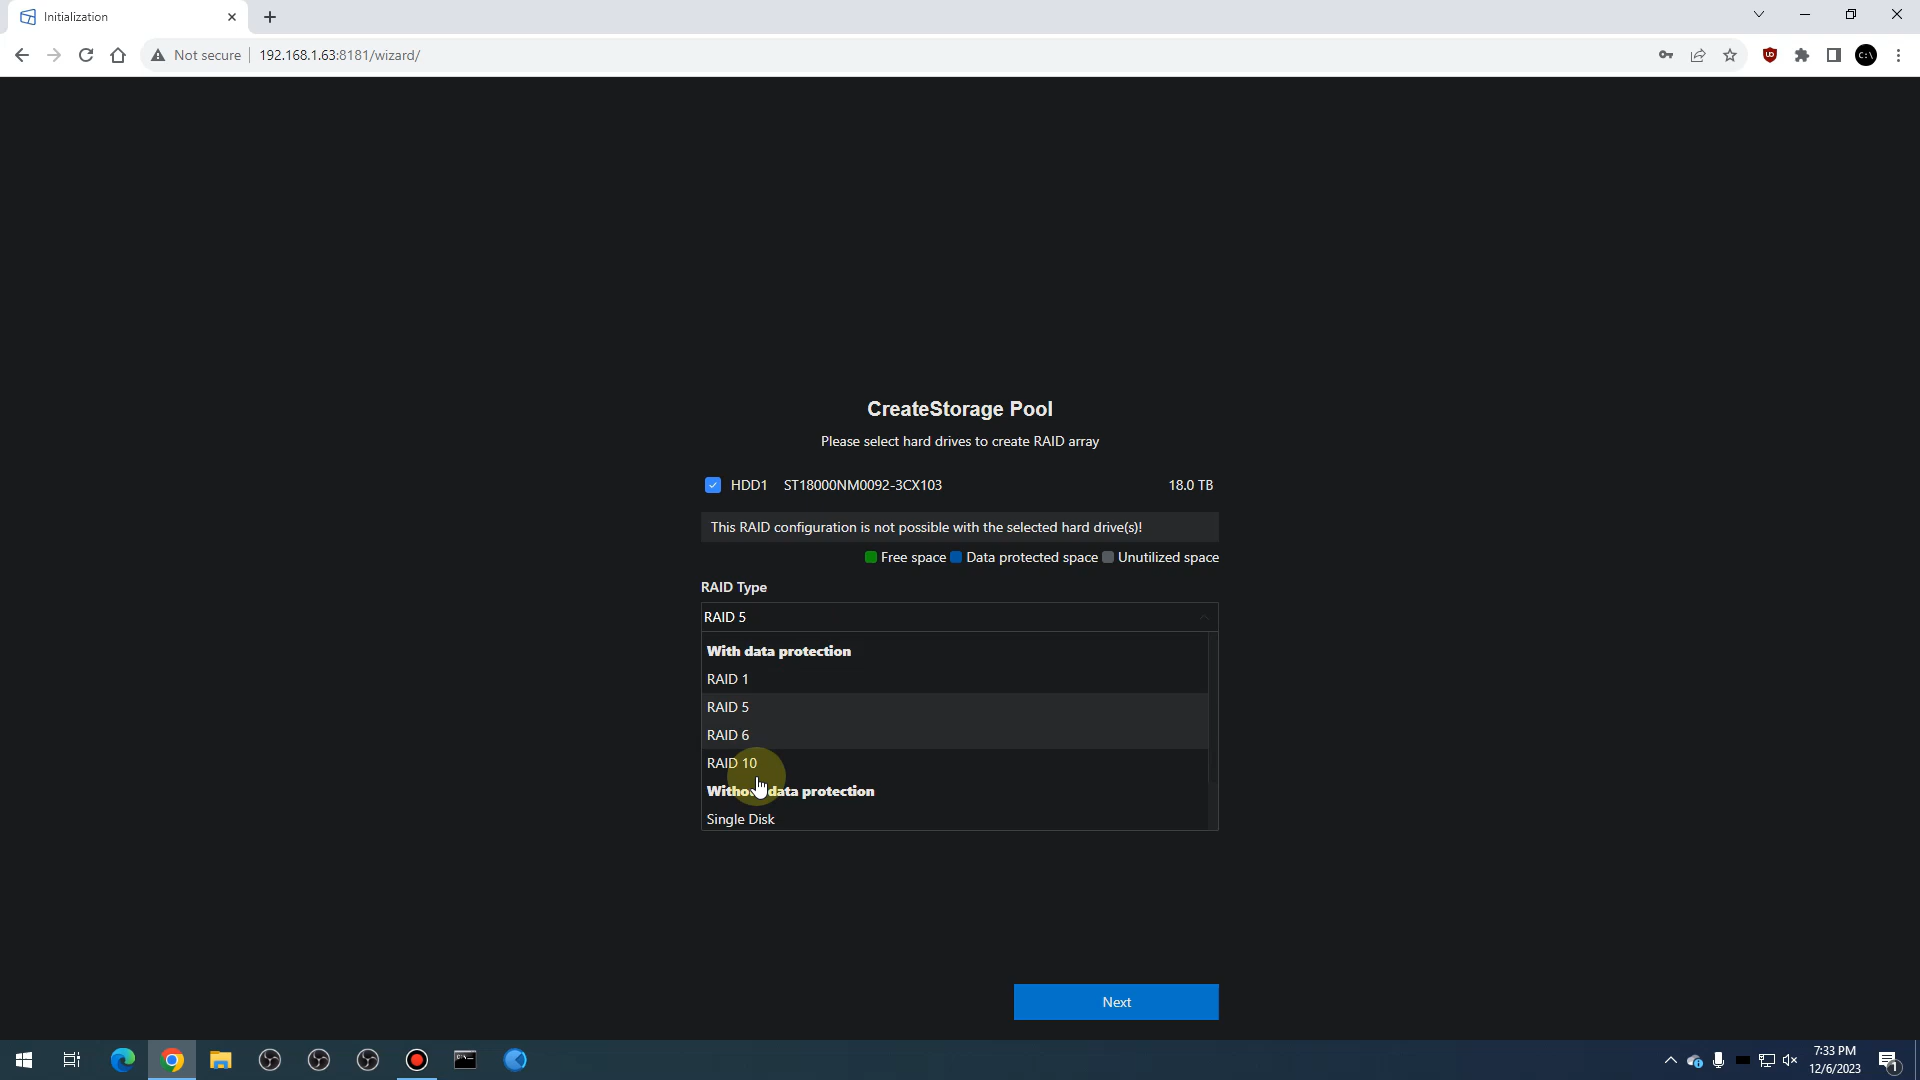 Initialization
Not secure
192.168.1.63:8181/wizard/
C:\
CreateStorage Pool
Please select hard drives to create RAID array
HDD1 ST18000NM0092-3CX103 18.0 TB
This RAID configuration is not possible with the selected hard drive(s)!
Free space Data protected space Unutilized space
RAID Type
RAID 5
With data protection
RAID 1
RAID 5
RAID 6
RAID 10
Without data protection
Single Disk
Next
7:33 PM
12/6/2023
1